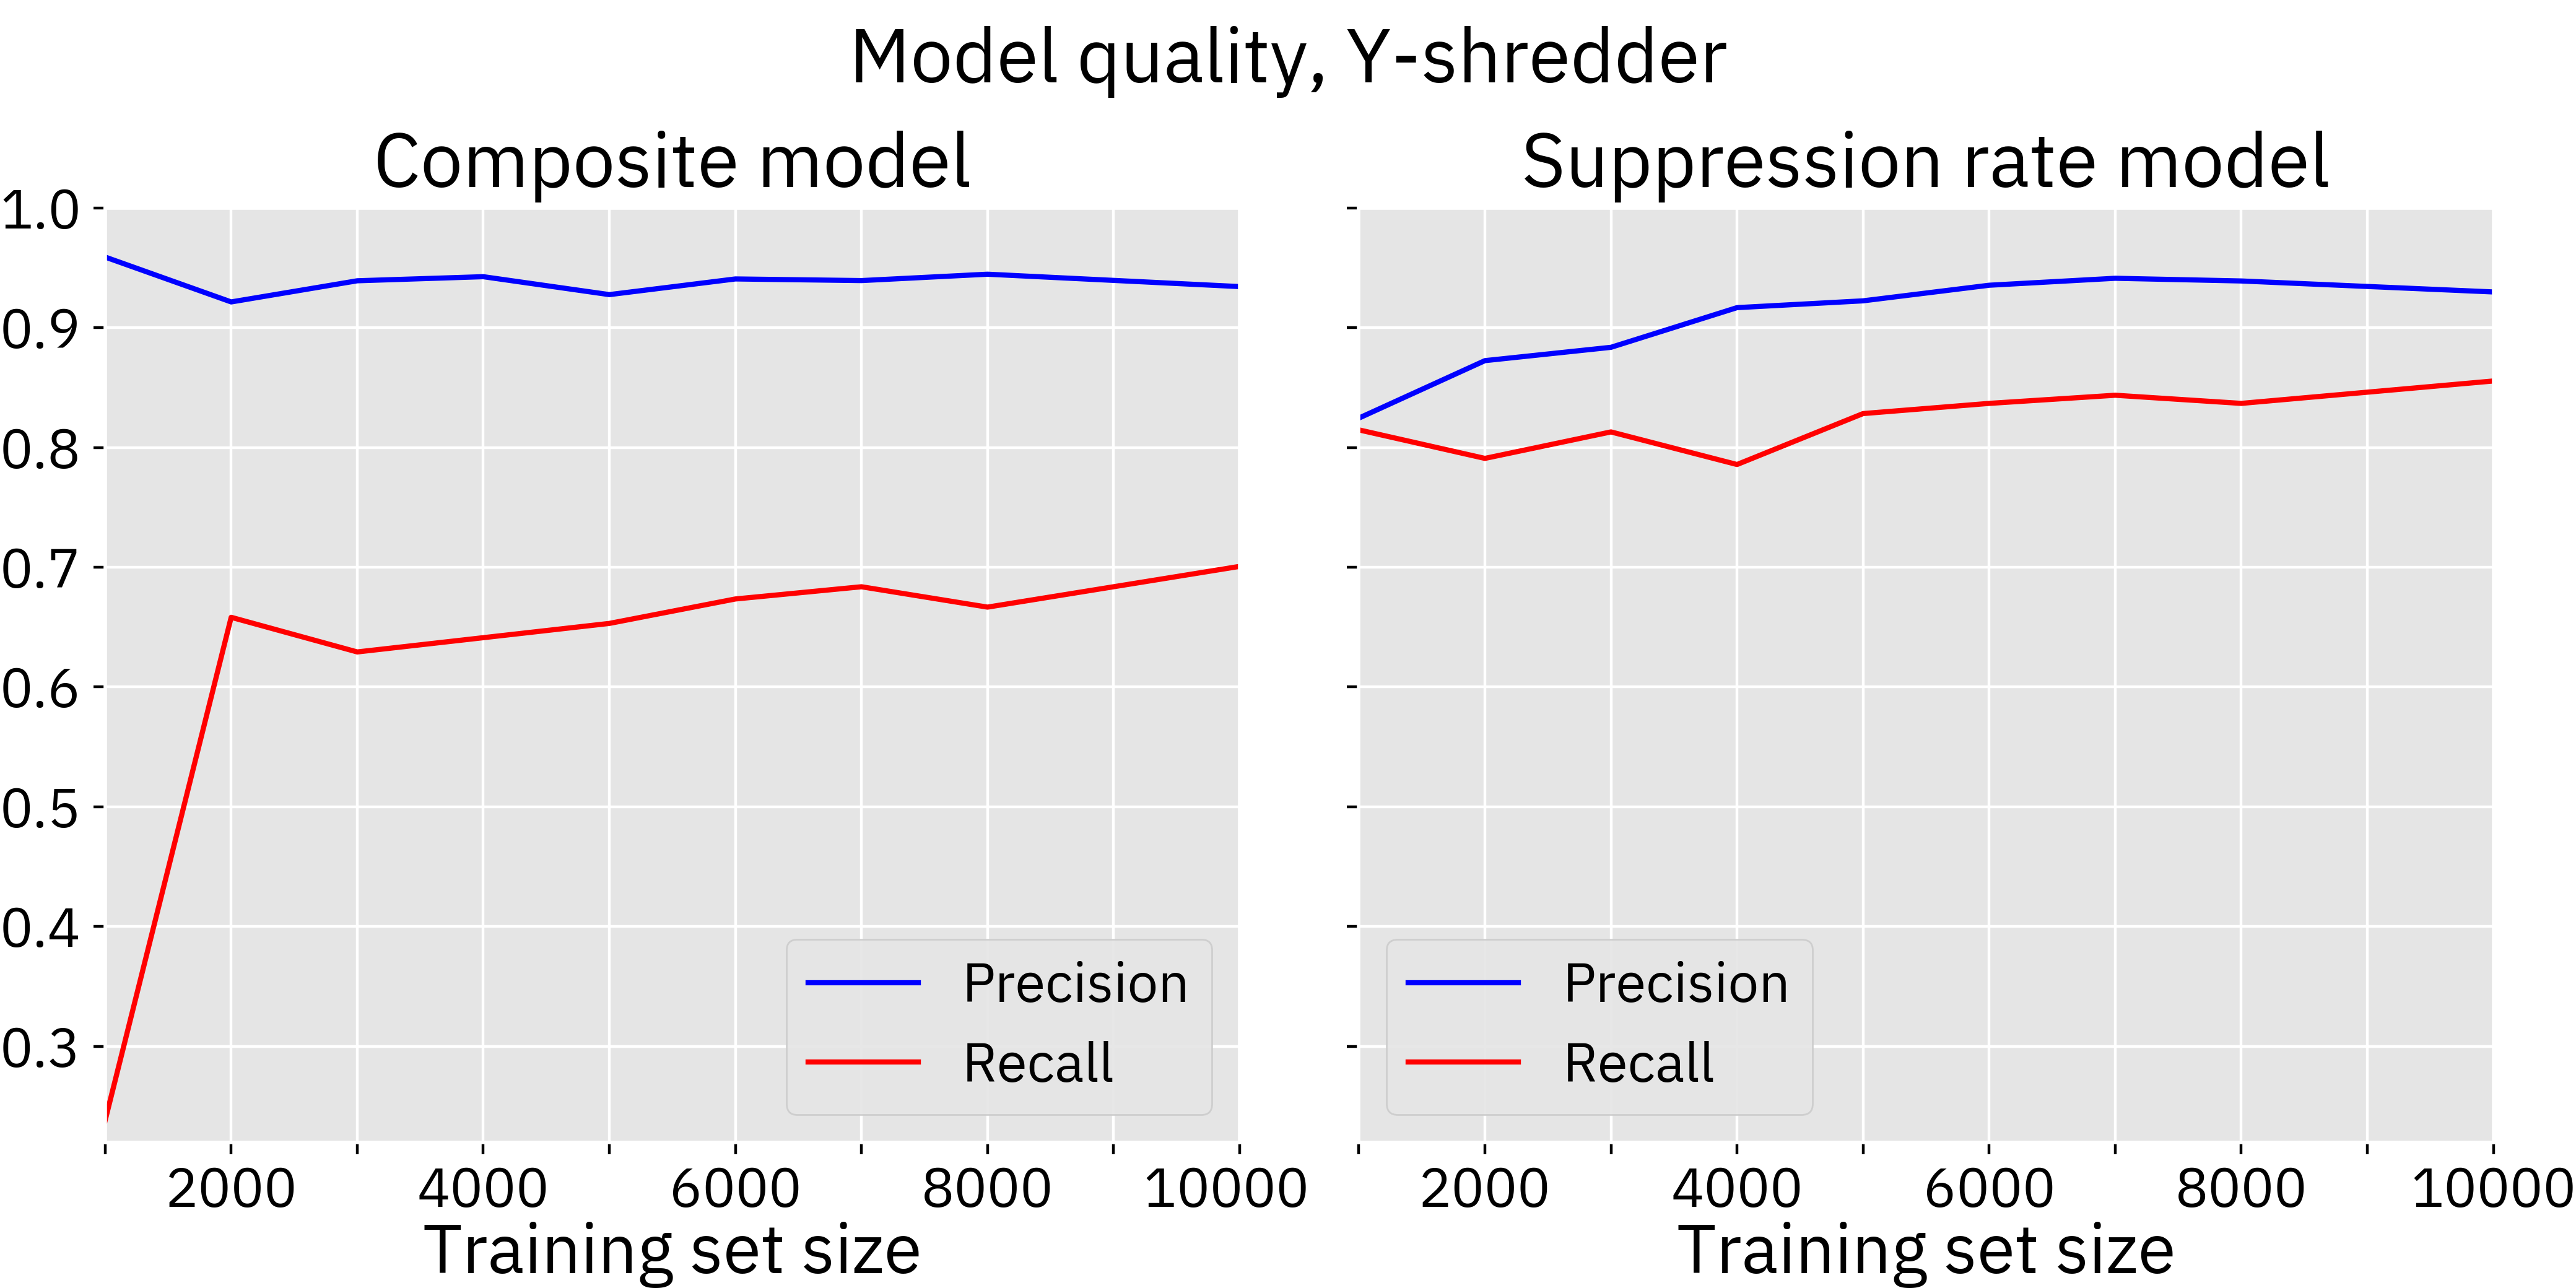 Model quality, Y-shredder
Composite model
1.0
0.9
0.8
0.7
0.6
0.5
0.4
0.3
Precision
Recall
2000 4000 6000 8000 10000
Training set size
Suppression rate model
Precision
Recall
2000 4000 6000 8000 10000
Training set size